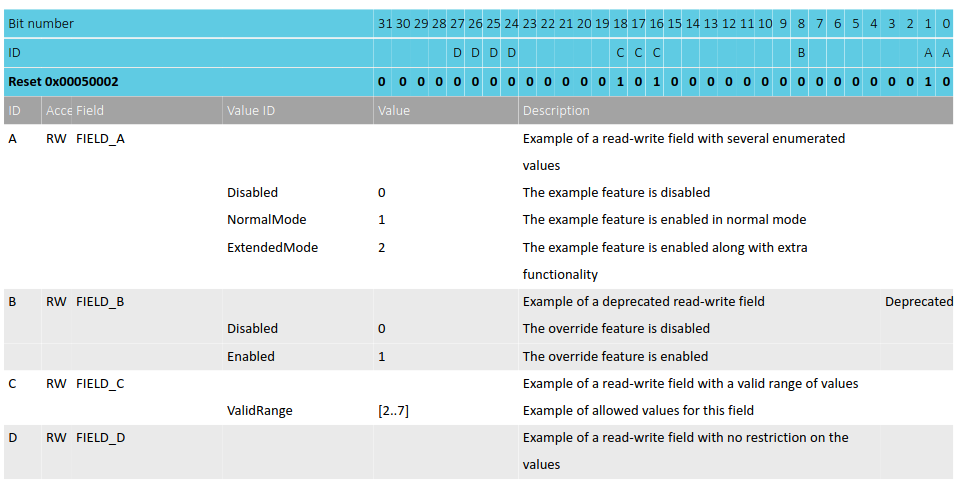 Bit number 31 30 29 28 27 26 25 24 23 22 21 20 19 18 17 16 15 14 13 12 11 10 9 8 7 6 5 4 3 2 1 0
ID D D D D C C C B A A
Reset 0x00050002 0 0 0 0 0 0 0 0 0 0 0 0 0 1 0 1 0 0 0 0 0 0 0 0 0 0 0 0 0 0 1 0
ID Acce Field Value ID Value Description
A RW FIELD_A Example of a read-write field with several enumerated
values
Disabled 0 The example feature is disabled
NormalMode 1 The example feature is enabled in normal mode
ExtendedMode 2 The example feature is enabled along with extra
functionality
B RW FIELD_B Example of a deprecated read-write field Deprecated
Disabled 0 The override feature is disabled
Enabled 1 The override feature is enabled
C RW FIELD_C Example of a read-write field with a valid range of values
ValidRange [2..7] Example of allowed values for this field
D RW FIELD_D Example of a read-write field with no restriction on the
values